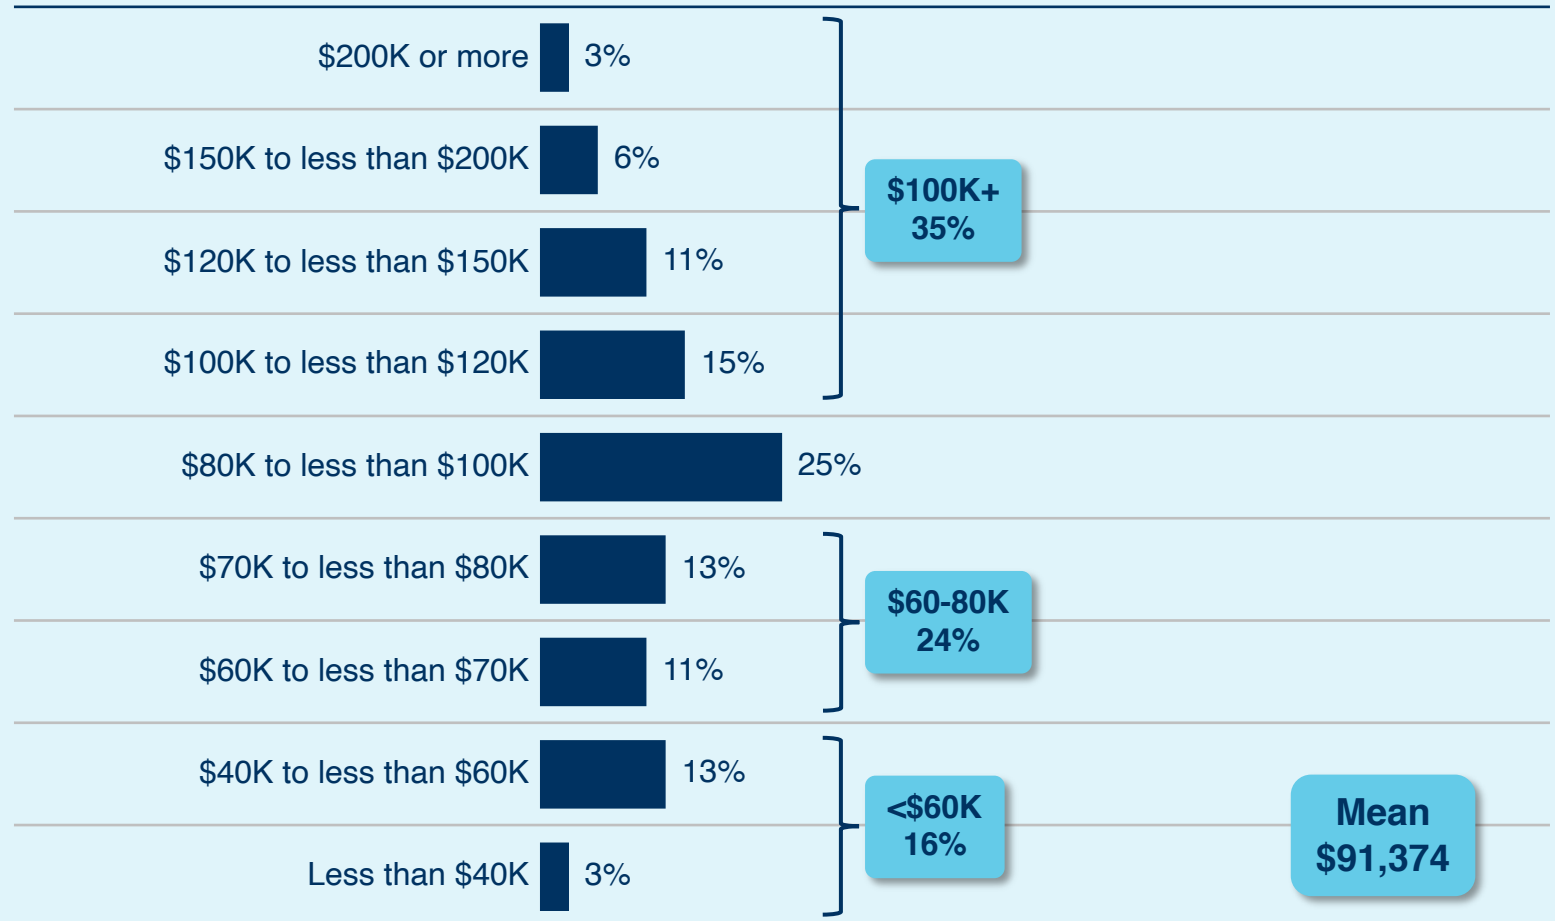 $200K or more 3%
$150K to less than $200K 6%
$100K+
35%
$120K to less than $150K 11%
$100K to less than $120K 15%
$80K to less than $100K 25%
$70K to less than $80K 13%
$60-80K
24%
$60K to less than $70K 11%
$40K to less than $60K 13%
<$60K
16%
Less than $40K 3%
Mean
$91,374